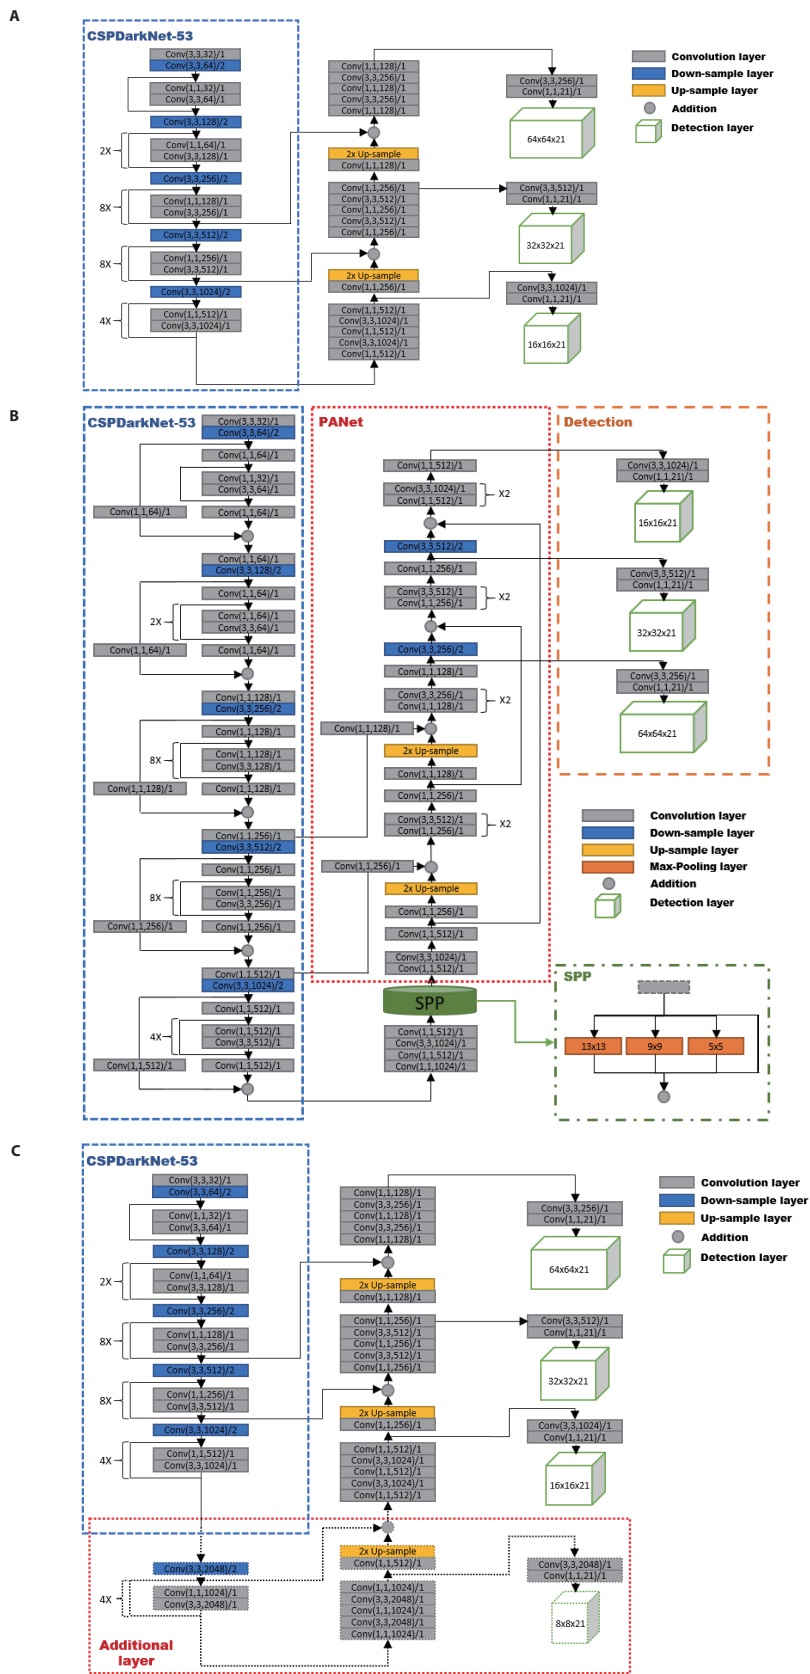 A
CSPDarkNet-53
Conv(3,3,32)/1
Conv(3,3,64)/2
Conv(1,1,32)/1
Conv(3,3,64)/1
Conv(3,3,128)/2
2X
Conv(1,1,64)/1
Conv(3,3,128)/1
Conv(3,3,256)/2
8X
Conv(1,1,128)/1
Conv(3,3,256)/1
Conv(3,3,512)/2
8X
Conv(1,1,256)/1
Conv(3,3,512)/1
Conv(3,3,1024)/2
4X
Conv(1,1,512)/1
Conv(3,3,1024)/1
Conv(1,1,128)/1
Conv(3,3,256)/1
Conv(1,1,128)/1
Conv(3,3,256)/1
Conv(1,1,128)/1
2x Up-sample
Conv(1,1,128)/1
Conv(1,1,256)/1
Conv(3,3,512)/1
Conv(1,1,256)/1
Conv(3,3,512)/1
Conv(1,1,256)/1
2x Up-sample
Conv(1,1,256)/1
Conv(1,1,512)/1
Conv(3,3,1024)/1
Conv(1,1,512)/1
Conv(3,3,1024)/1
Conv(1,1,512)/1
Conv(3,3,256)/1
Conv(1,1,21)/1
64x64x21
Conv(3,3,512)/1
Conv(1,1,21)/1
32x32x21
Conv(3,3,1024)/1
Conv(1,1,21)/1
16x16x21
Convolution layer
Down-sample layer
Up-sample layer
Addition
Detection layer
B
CSPDarkNet-53
Conv(3,3,32)/1
Conv(3,3,64)/2
Conv(1,1,64)/1
Conv(1,1,32)/1
Conv(3,3,64)/1
Conv(1,1,64)/1
Conv(1,1,64)/1
Conv(1,1,64)/1
Conv(3,3,128)/2
Conv(1,1,64)/1
2X
Conv(1,1,64)/1
Conv(3,3,64)/1
Conv(1,1,64)/1
Conv(1,1,64)/1
Conv(1,1,128)/1
Conv(3,3,256)/2
Conv(1,1,128)/1
8X
Conv(1,1,128)/1
Conv(3,3,128)/1
Conv(1,1,128)/1
Conv(1,1,128)/1
Conv(1,1,256)/1
Conv(3,3,512)/2
Conv(1,1,256)/1
8X
Conv(1,1,256)/1
Conv(3,3,256)/1
Conv(1,1,256)/1
Conv(1,1,256)/1
Conv(1,1,512)/1
Conv(3,3,1024)/2
Conv(1,1,512)/1
4X
Conv(1,1,512)/1
Conv(3,3,512)/1
Conv(1,1,512)/1
Conv(1,1,512)/1
PANet
Conv(1,1,512)/1
Conv(3,3,1024)/1
Conv(1,1,512)/1
X2
Conv(3,3,512)/2
Conv(1,1,256)/1
Conv(3,3,512)/1
Conv(1,1,256)/1
X2
Conv(3,3,256)/2
Conv(1,1,128)/1
Conv(3,3,256)/1
Conv(1,1,128)/1
X2
Conv(1,1,128)/1
2x Up-sample
Conv(1,1,128)/1
Conv(1,1,256)/1
Conv(3,3,512)/1
Conv(1,1,256)/1
X2
Conv(1,1,256)/1
2x Up-sample
Conv(1,1,256)/1
Conv(1,1,512)/1
Conv(3,3,1024)/1
Conv(1,1,512)/1
SPP
Conv(1,1,512)/1
Conv(3,3,1024)/1
Conv(1,1,512)/1
Conv(1,1,1024)/1
Detection
Conv(3,3,1024)/1
Conv(1,1,21)/1
16x16x21
Conv(3,3,512)/1
Conv(1,1,21)/1
32x32x21
Conv(3,3,256)/1
Conv(1,1,21)/1
64x64x21
Convolution layer
Down-sample layer
Up-sample layer
Max-Pooling layer
Addition
Detection layer
SPP
13x13
9x9
5x5
C
CSPDarkNet-53
Conv(3,3,32)/1
Conv(3,3,64)/2
Conv(1,1,32)/1
Conv(3,3,64)/1
Conv(3,3,128)/2
2X
Conv(1,1,64)/1
Conv(3,3,128)/1
Conv(3,3,256)/2
8X
Conv(1,1,128)/1
Conv(3,3,256)/1
Conv(3,3,512)/2
8X
Conv(1,1,256)/1
Conv(3,3,512)/1
Conv(3,3,1024)/2
4X
Conv(1,1,512)/1
Conv(3,3,1024)/1
Conv(3,3,2048)/2
4X
Conv(1,1,1024)/1
Conv(3,3,2048)/1
Additional
layer
Conv(1,1,128)/1
Conv(3,3,256)/1
Conv(1,1,128)/1
Conv(3,3,256)/1
Conv(1,1,128)/1
2x Up-sample
Conv(1,1,128)/1
Conv(1,1,256)/1
Conv(3,3,512)/1
Conv(1,1,256)/1
Conv(3,3,512)/1
Conv(1,1,256)/1
2x Up-sample
Conv(1,1,256)/1
Conv(1,1,512)/1
Conv(3,3,1024)/1
Conv(1,1,512)/1
Conv(3,3,1024)/1
Conv(1,1,512)/1
2x Up-sample
Conv(1,1,512)/1
Conv(1,1,1024)/1
Conv(3,3,2048)/1
Conv(1,1,1024)/1
Conv(3,3,2048)/1
Conv(1,1,1024)/1
Conv(3,3,256)/1
Conv(1,1,21)/1
64x64x21
Conv(3,3,512)/1
Conv(1,1,21)/1
32x32x21
Conv(3,3,1024)/1
Conv(1,1,21)/1
16x16x21
Conv(3,3,2048)/1
Conv(1,1,21)/1
8x8x21
Convolution layer
Down-sample layer
Up-sample layer
Addition
Detection layer